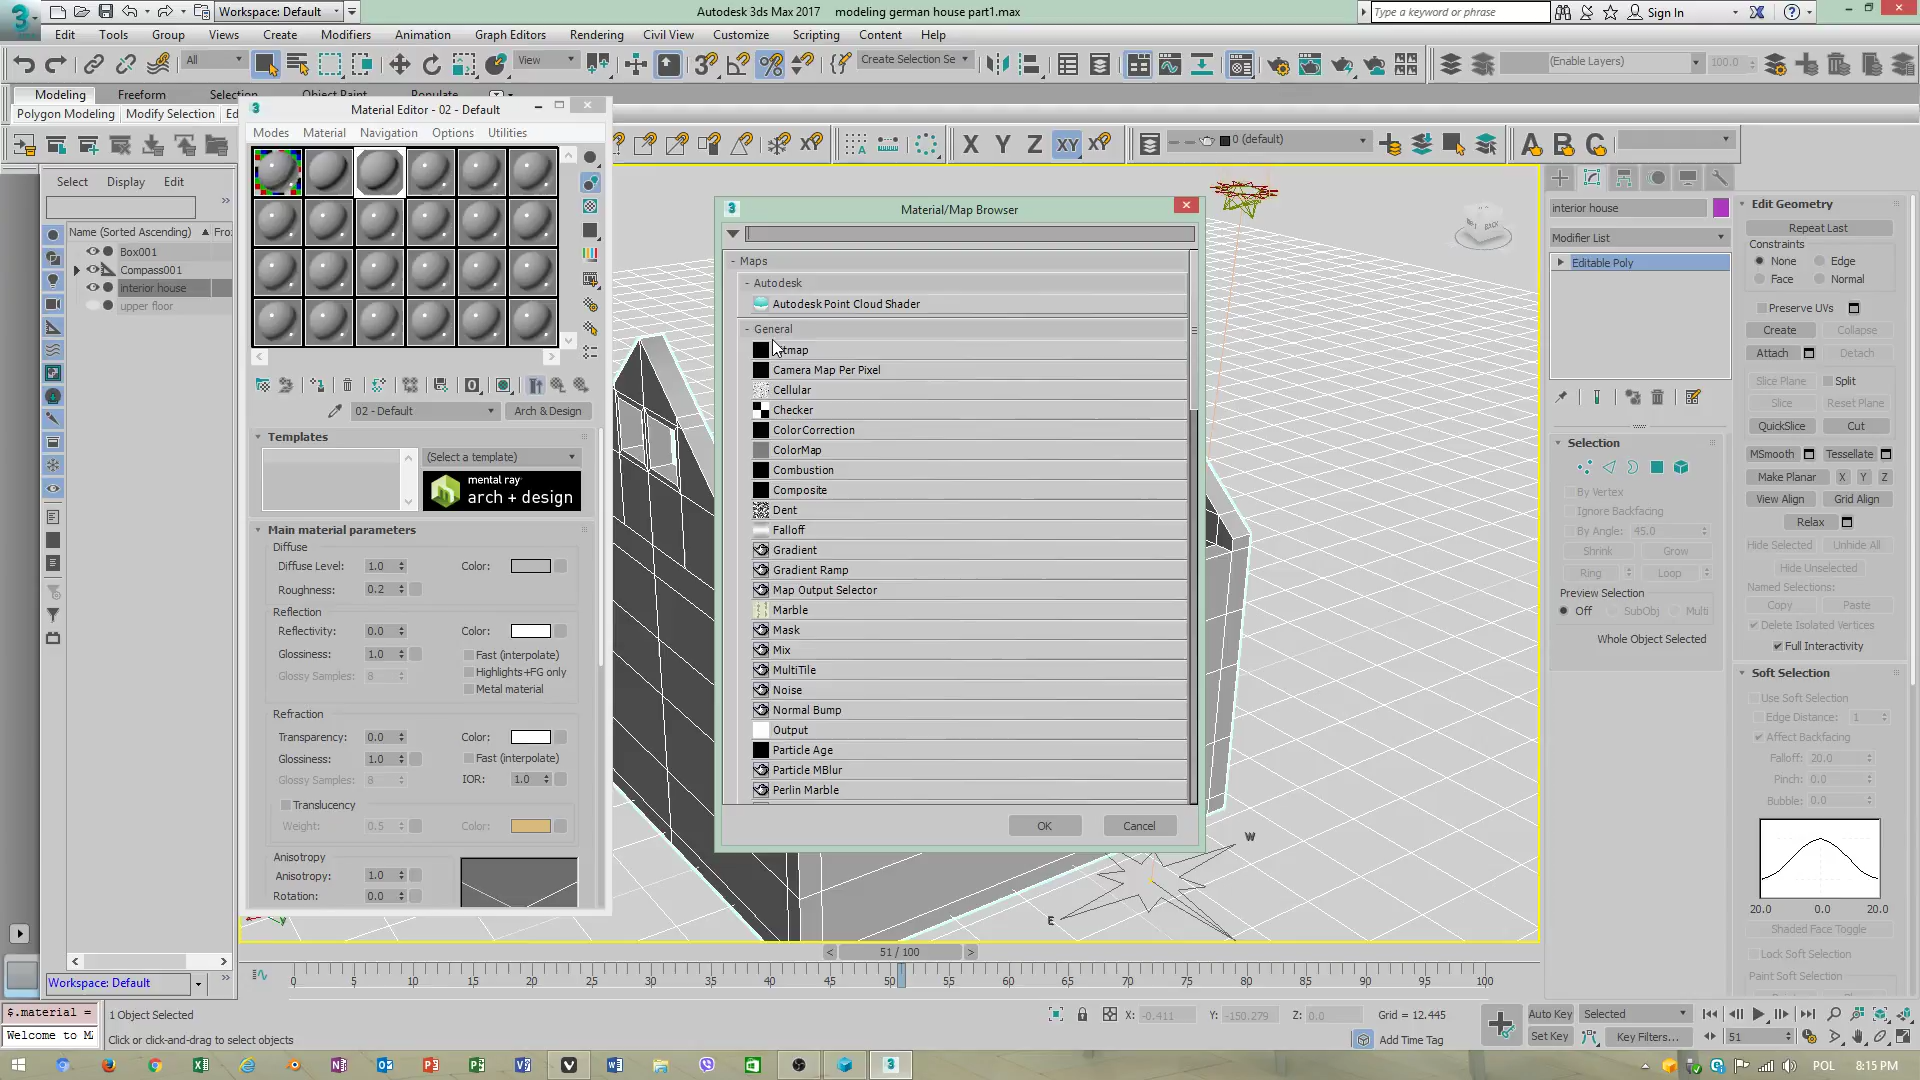 Workspace: Default
Autodesk 3ds Max 2017 modeling german house part1.max
Type a keyword or phrase
Sign In
Edit Tools Group Views Create Modifiers Animation Graph Editors Rendering Civil View Customize Scripting Content Help
All
View
Create Selection Se
(Enable Layers)
100.0
Modeling Freeform Selection Object Paint Populate
Polygon Modeling Modify Selection Ed
Material Editor - 02 - Default
Modes Material Navigation Options Utilities
X Y Z XY XY
0 (default)
Select Display Edit
Name (Sorted Ascending) Fro
Box001
Compass001
interior house
upper floor
02 - Default
Arch & Design
Templates
(Select a template)
mental ray
arch + design
Main material parameters
Diffuse
Diffuse Level: 1.0 Color:
Roughness: 0.2
Reflection
Reflectivity: 0.0 Color:
Glossiness: 1.0 Fast (interpolate)
Highlights+FG only
Glossy Samples: 8
Metal material
Refraction
Transparency: 0.0 Color:
Glossiness: 1.0 Fast (interpolate)
Glossy Samples: 8 IOR: 1.0
Translucency
Weight: 0.5 Color:
Anisotropy
Anisotropy: 1.0
Rotation: 0.0
Material/Map Browser
- Maps
- Autodesk
Autodesk Point Cloud Shader
- General
tmap
Camera Map Per Pixel
Cellular
Checker
ColorCorrection
ColorMap
Combustion
Composite
Dent
Falloff
Gradient
Gradient Ramp
Map Output Selector
Marble
Mask
Mix
MultiTile
Noise
Normal Bump
Output
Particle Age
Particle MBlur
Perlin Marble
OK Cancel
W
E
interior house
Modifier List
Editable Poly
Selection
By Vertex
Ignore Backfacing
By Angle: 45.0
Shrink Grow
Ring Loop
Preview Selection
Off SubObj Multi
Whole Object Selected
Edit Geometry
Repeat Last
Constraints
None Edge
Face Normal
Preserve UVs
Create Collapse
Attach Detach
Slice Plane Split
Slice Reset Plane
QuickSlice Cut
MSmooth Tessellate
Make Planar X Y Z
View Align Grid Align
Relax
Hide Selected Unhide All
Hide Unselected
Named Selections:
Copy Paste
Delete Isolated Vertices
Full Interactivity
Soft Selection
Use Soft Selection
Edge Distance: 1
Affect Backfacing
Falloff: 20.0
Pinch: 0.0
Bubble: 0.0
20.0 0.0 20.0
Shaded Face Toggle
Lock Soft Selection
Paint Soft Selection
< 51 / 100 >
0 5 10 15 20 25 30 35 40 45 50 55 60 65 70 75 80 85 90 95 100
Workspace: Default
$.material =
Welcome to Mi
1 Object Selected
Click or click-and-drag to select objects
X: -0.411 Y: -150.279 Z: 0.0 Grid = 12.445
Add Time Tag
Auto Key Selected
Set Key Key Filters...
51
POL 8:15 PM